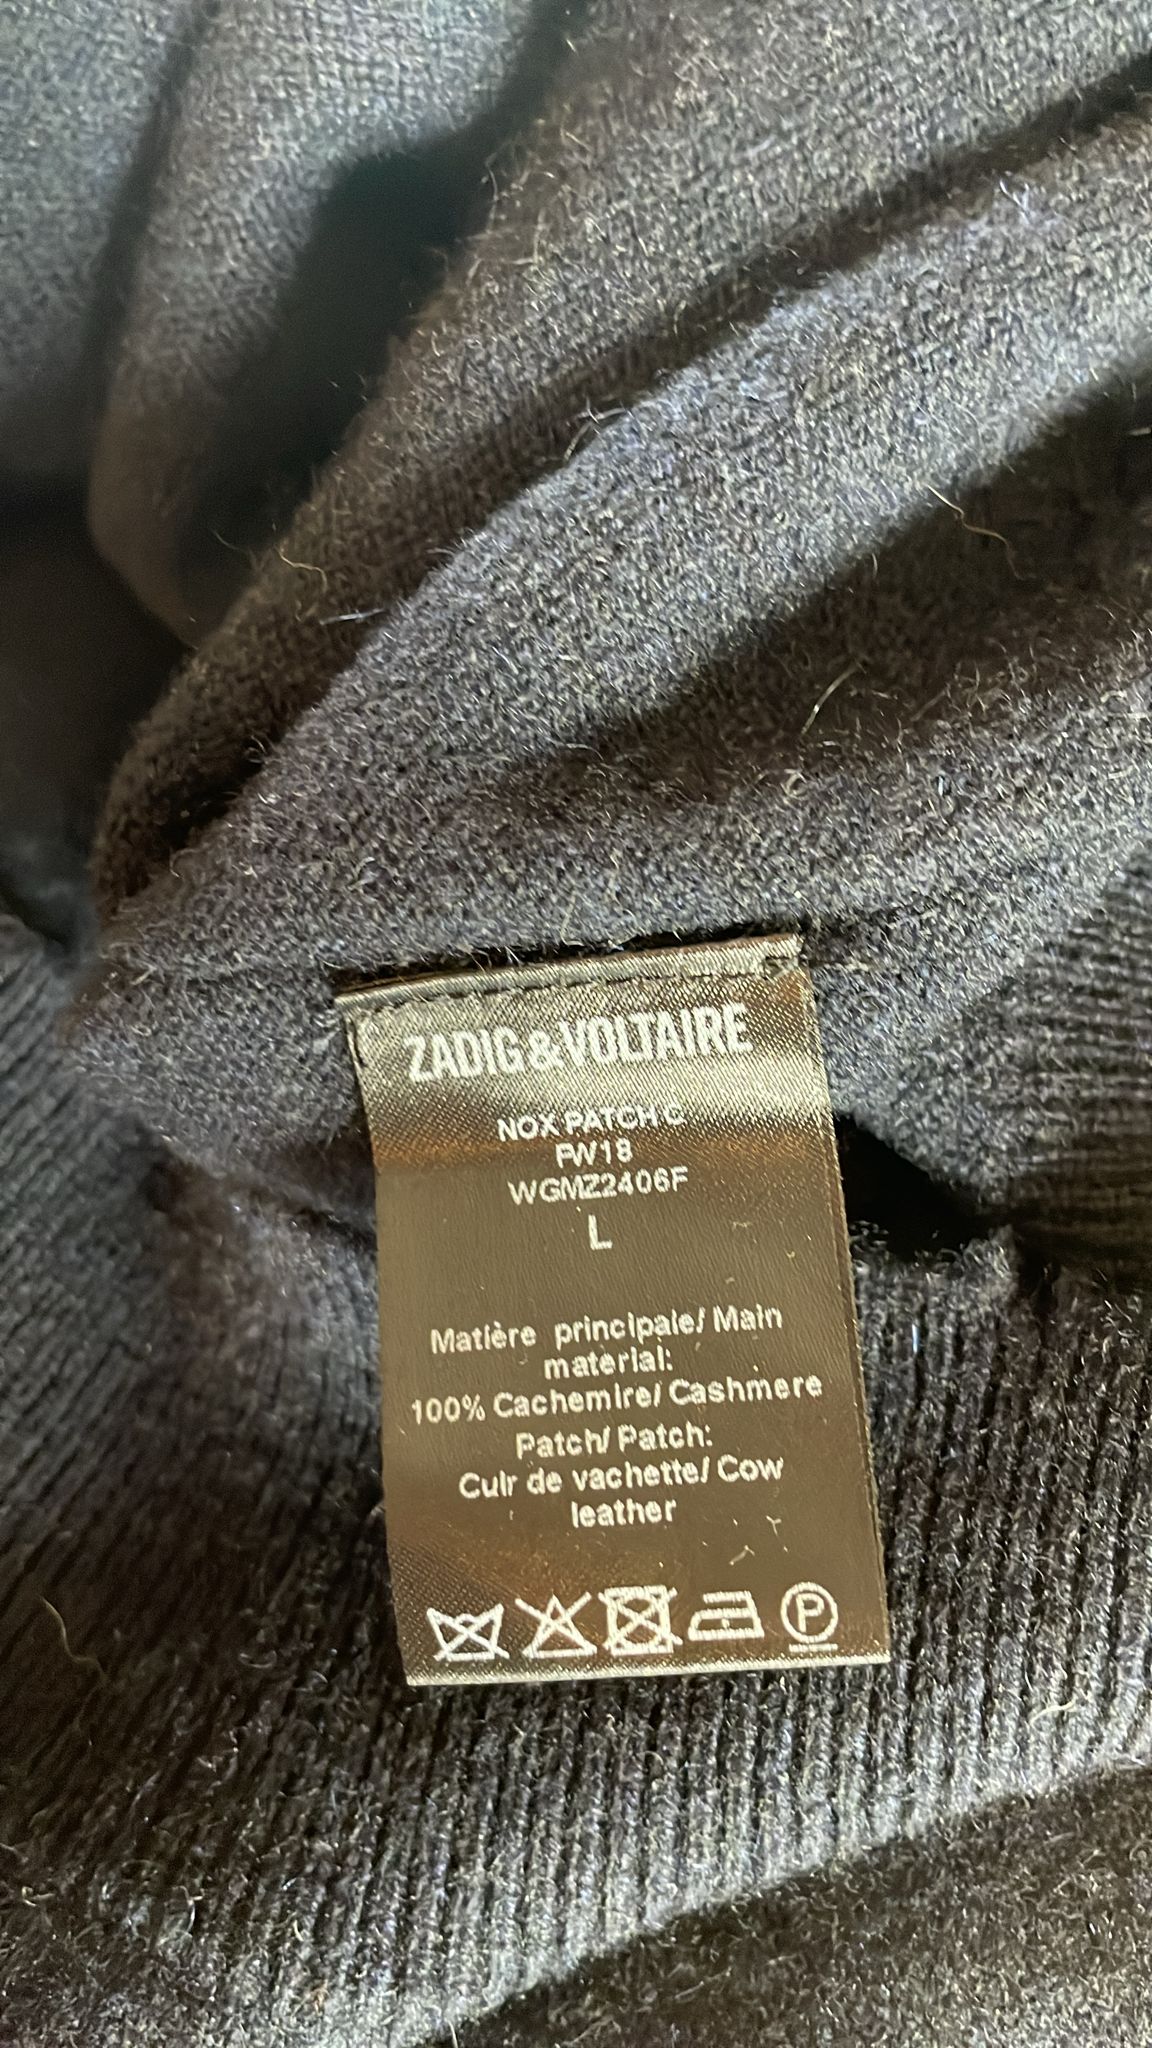 ZADIG&VOLTAIRE
NOX PATCH C
FW18
WGMZ2406F
L
Matière principale/ Main
material:
100% Cachemire/ Cashmere
Patch/ Patch:
Cuir de vachette/ Cow
leather
P